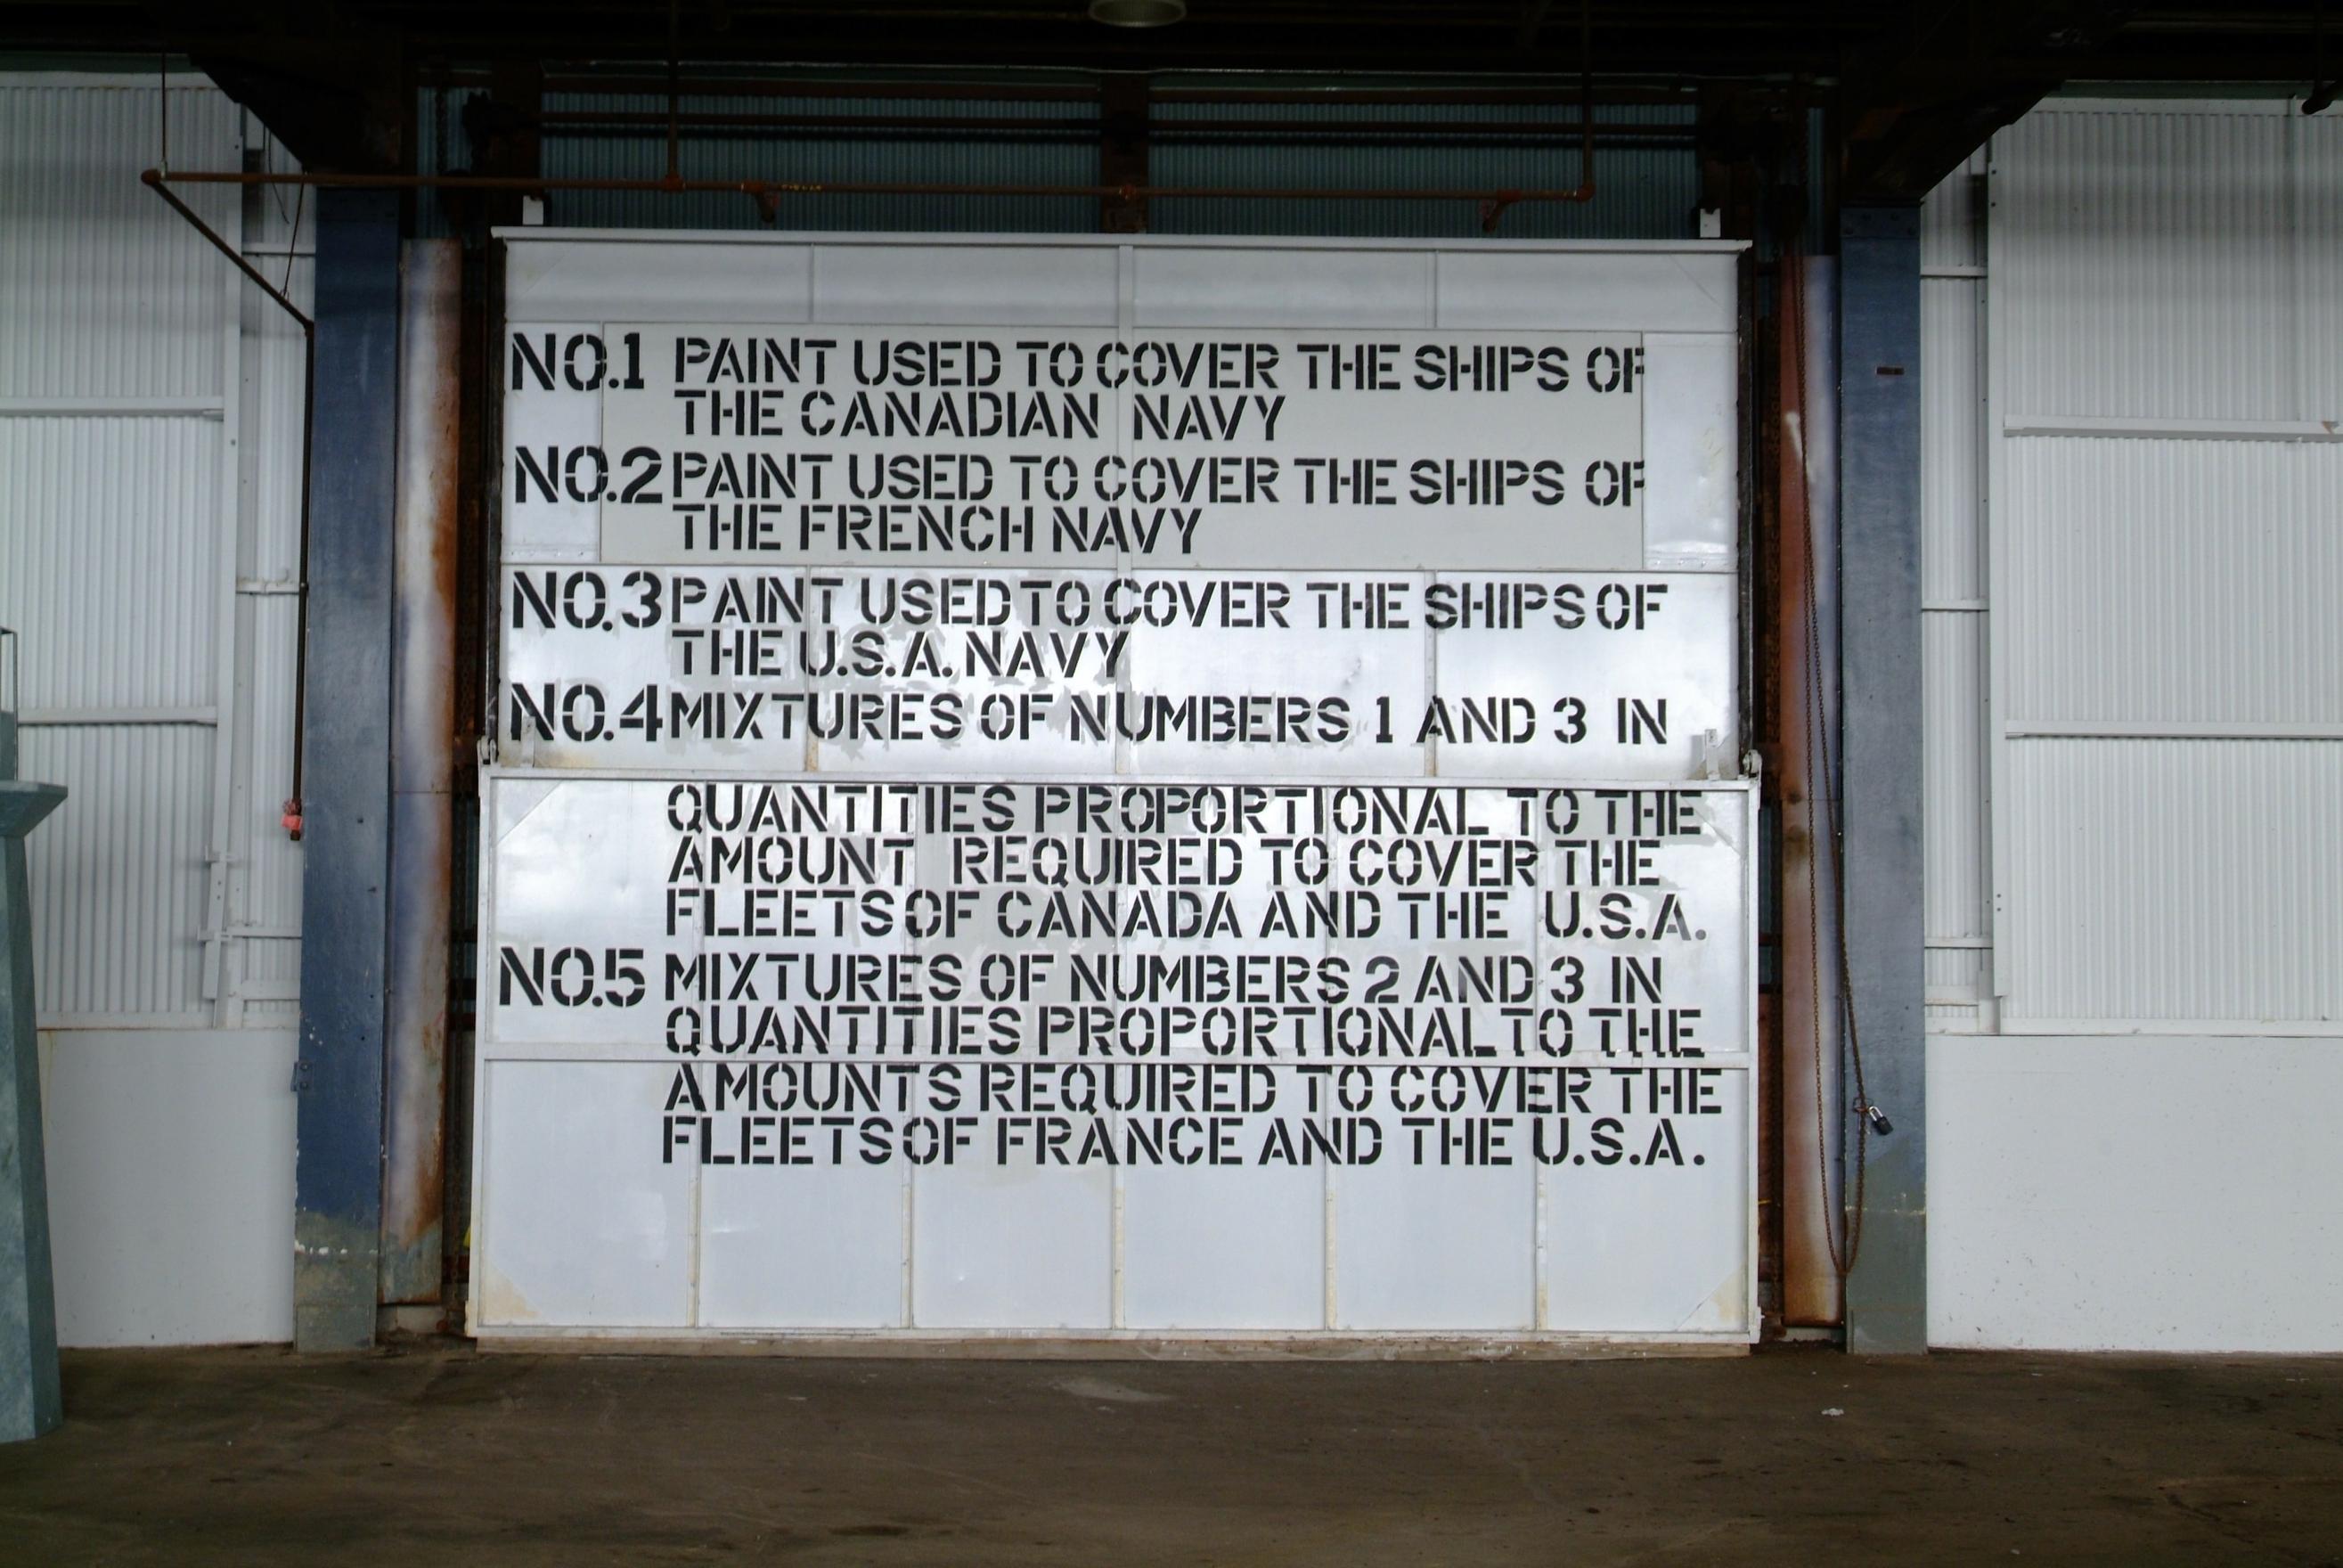 NO.1 PAINT USED TO COVER THE SHIPS OF
THE CANADIAN NAVY
NO.2 PAINT USED TO COVER THE SHIPS OF
THE FRENCH NAVY
NO.3 PAINT USED TO COVER THE SHIPS OF
THE U.S.A. NAVY
NO.4 MIXTURES OF NUMBERS 1 AND 3 IN
QUANTITIES PROPORTIONAL TO THE
AMOUNT REQUIRED TO COVER THE
FLEETS OF CANADA AND THE U.S.A.
NO.5 MIXTURES OF NUMBERS 2 AND 3 IN
QUANTITIES PROPORTIONAL TO THE
AMOUNTS REQUIRED TO COVER THE
FLEETS OF FRANCE AND THE U.S.A.